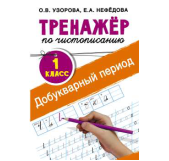 О.В. УЗОРОВА, Е.А. НЕФЁДОВА
ТРЕНАЖЁР
по чистописанию
1
КЛАСС
Добукварный период